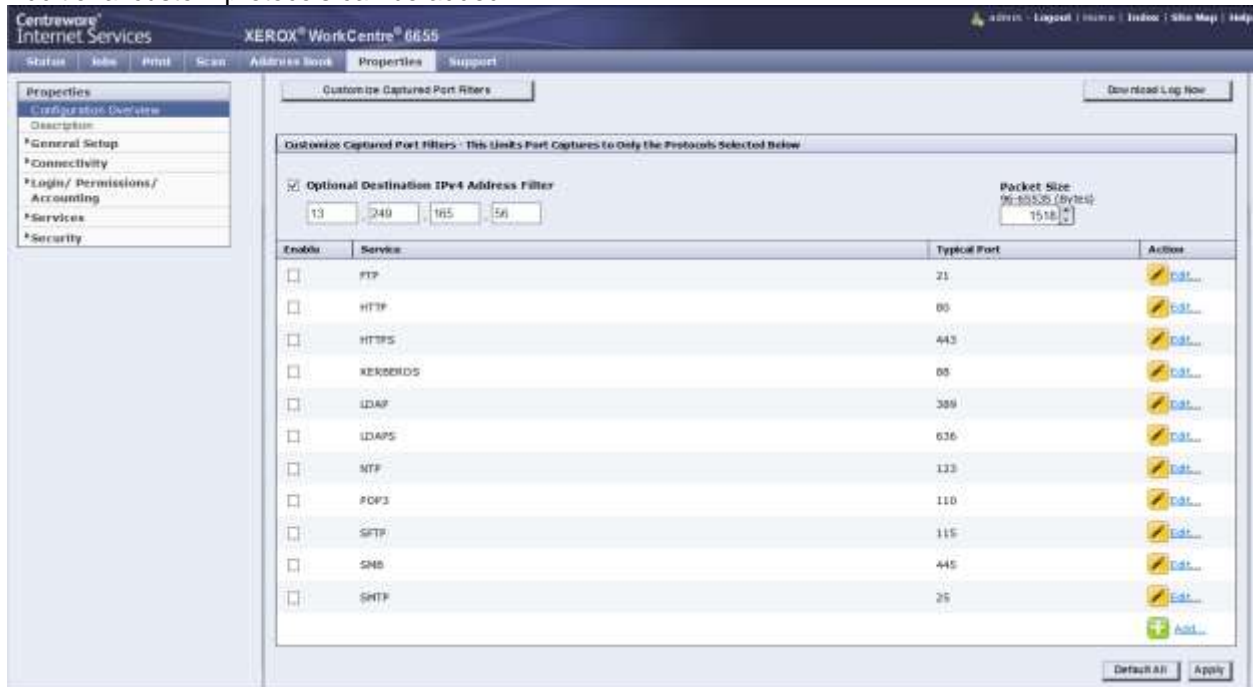 Centreware®
Internet Services
XEROX® WorkCentre® 6655
admin - Logout | Home | Index | Site Map | Help
Status Jobs Print Scan Address Book Properties Support
Properties
Configuration Overview
Description
General Setup
Connectivity
Login/ Permissions/
Accounting
Services
Security
Customize Captured Port Filters
Download Log Now
Customize Captured Port Filters - This Limits Port Captures to Only the Protocols Selected Below
Optional Destination IPv4 Address Filter
13 . 249 . 165 . 56
Packet Size
96-65535 (Bytes)
1518
Enable Service Typical Port Action
FTP 21 Edit...
HTTP 80 Edit...
HTTPS 443 Edit...
KERBEROS 88 Edit...
LDAP 389 Edit...
LDAPS 636 Edit...
NTP 123 Edit...
POP3 110 Edit...
SFTP 115 Edit...
SMB 445 Edit...
SMTP 25 Edit...
Add...
Default All Apply